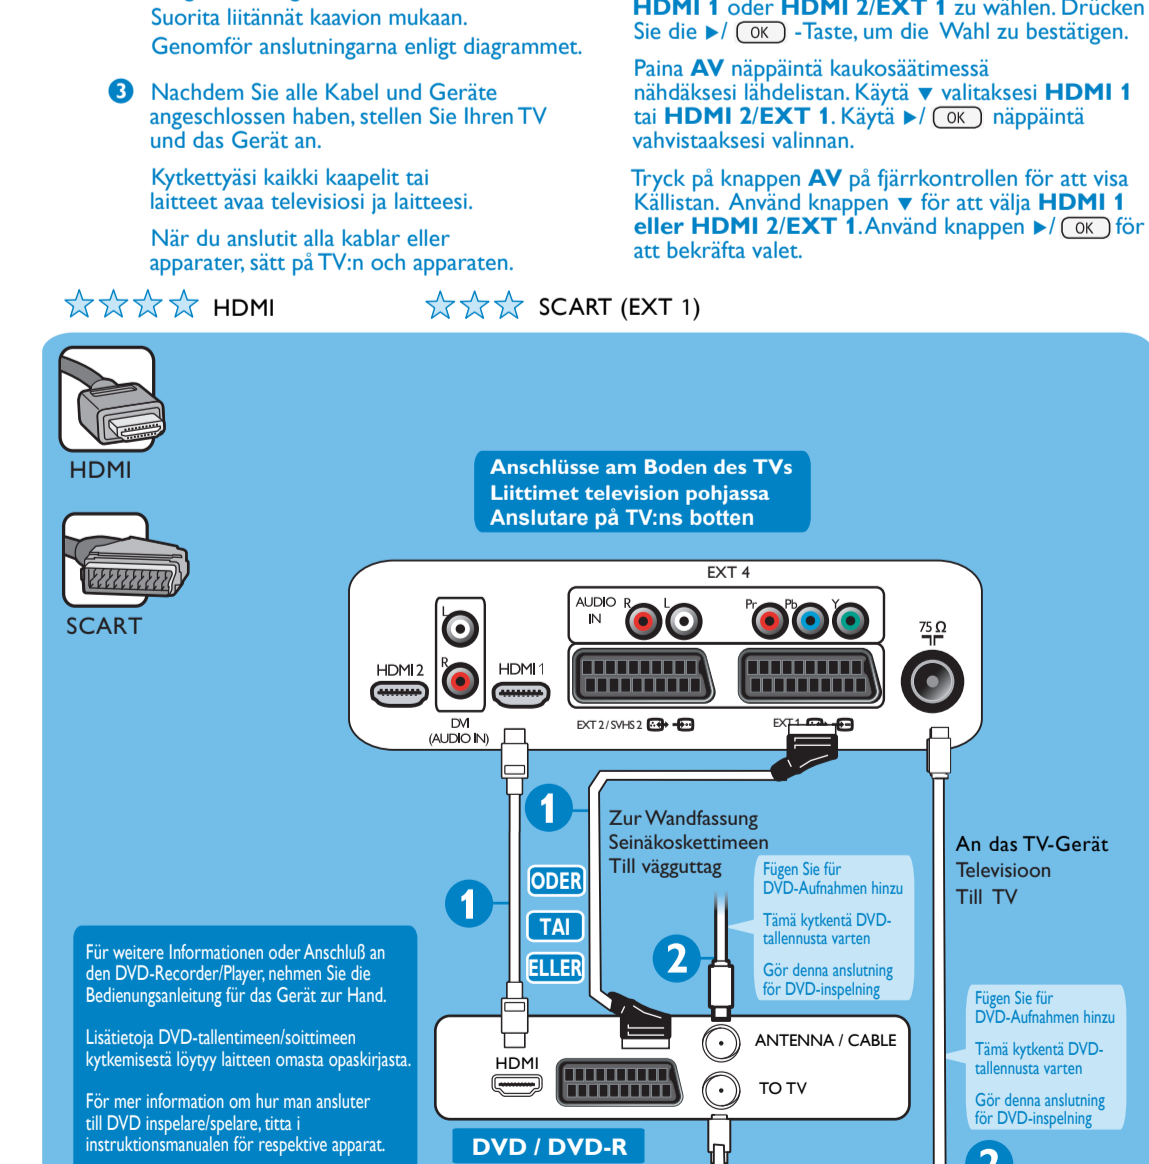 Suorita liitännät kaavion mukaan.
Genomför anslutningarna enligt diagrammet.
3 Nachdem Sie alle Kabel und Geräte
angeschlossen haben, stellen Sie Ihren TV
und das Gerät an.
Kytkettyäsi kaikki kaapelit tai
laitteet avaa televisiosi ja laitteesi.
När du anslutit alla kablar eller
apparater, sätt på TV:n och apparaten.
HDMI 1 oder HDMI 2/EXT 1 zu wählen. Drücken
Sie die ►/ OK -Taste, um die Wahl zu bestätigen.
Paina AV näppäintä kaukosäätimessä
nähdäksesi lähdelistan. Käytä ▼ valitaksesi HDMI 1
tai HDMI 2/EXT 1. Käytä ►/ OK näppäintä
vahvistaaksesi valinnan.
Tryck på knappen AV på fjärrkontrollen för att visa
Källistan. Använd knappen ▼ för att välja HDMI 1
eller HDMI 2/EXT 1. Använd knappen ►/ OK för
att bekräfta valet.
HDMI
SCART (EXT 1)
HDMI
SCART
Anschlüsse am Boden des TVs
Liittimet television pohjassa
Anslutare på TV:ns botten
EXT 4
AUDIO
IN
R
L
Pr
Pb
Y
75 Ω
L
R
HDMI 2
HDMI 1
DVI
(AUDIO IN)
EXT 2 / SVHS 2
EXT 1
1
1
ODER
TAI
ELLER
Zur Wandfassung
Seinäkoskettimeen
Till vägguttag
2
Fügen Sie für
DVD-Aufnahmen hinzu
Tämä kytkentä DVD-
tallennusta varten
Gör denna anslutning
för DVD-inspelning
An das TV-Gerät
Televisioon
Till TV
Fügen Sie für
DVD-Aufnahmen hinzu
Tämä kytkentä DVD-
tallennusta varten
Gör denna anslutning
för DVD-inspelning
2
Für weitere Informationen oder Anschluß an
den DVD-Recorder/Player, nehmen Sie die
Bedienungsanleitung für das Gerät zur Hand.
Lisätietoja DVD-tallentimeen/soittimeen
kytkemisestä löytyy laitteen omasta opaskirjasta.
För mer information om hur man ansluter
till DVD inspelare/spelare, titta i
instruktionsmanualen för respektive apparat.
HDMI
ANTENNA / CABLE
TO TV
DVD / DVD-R